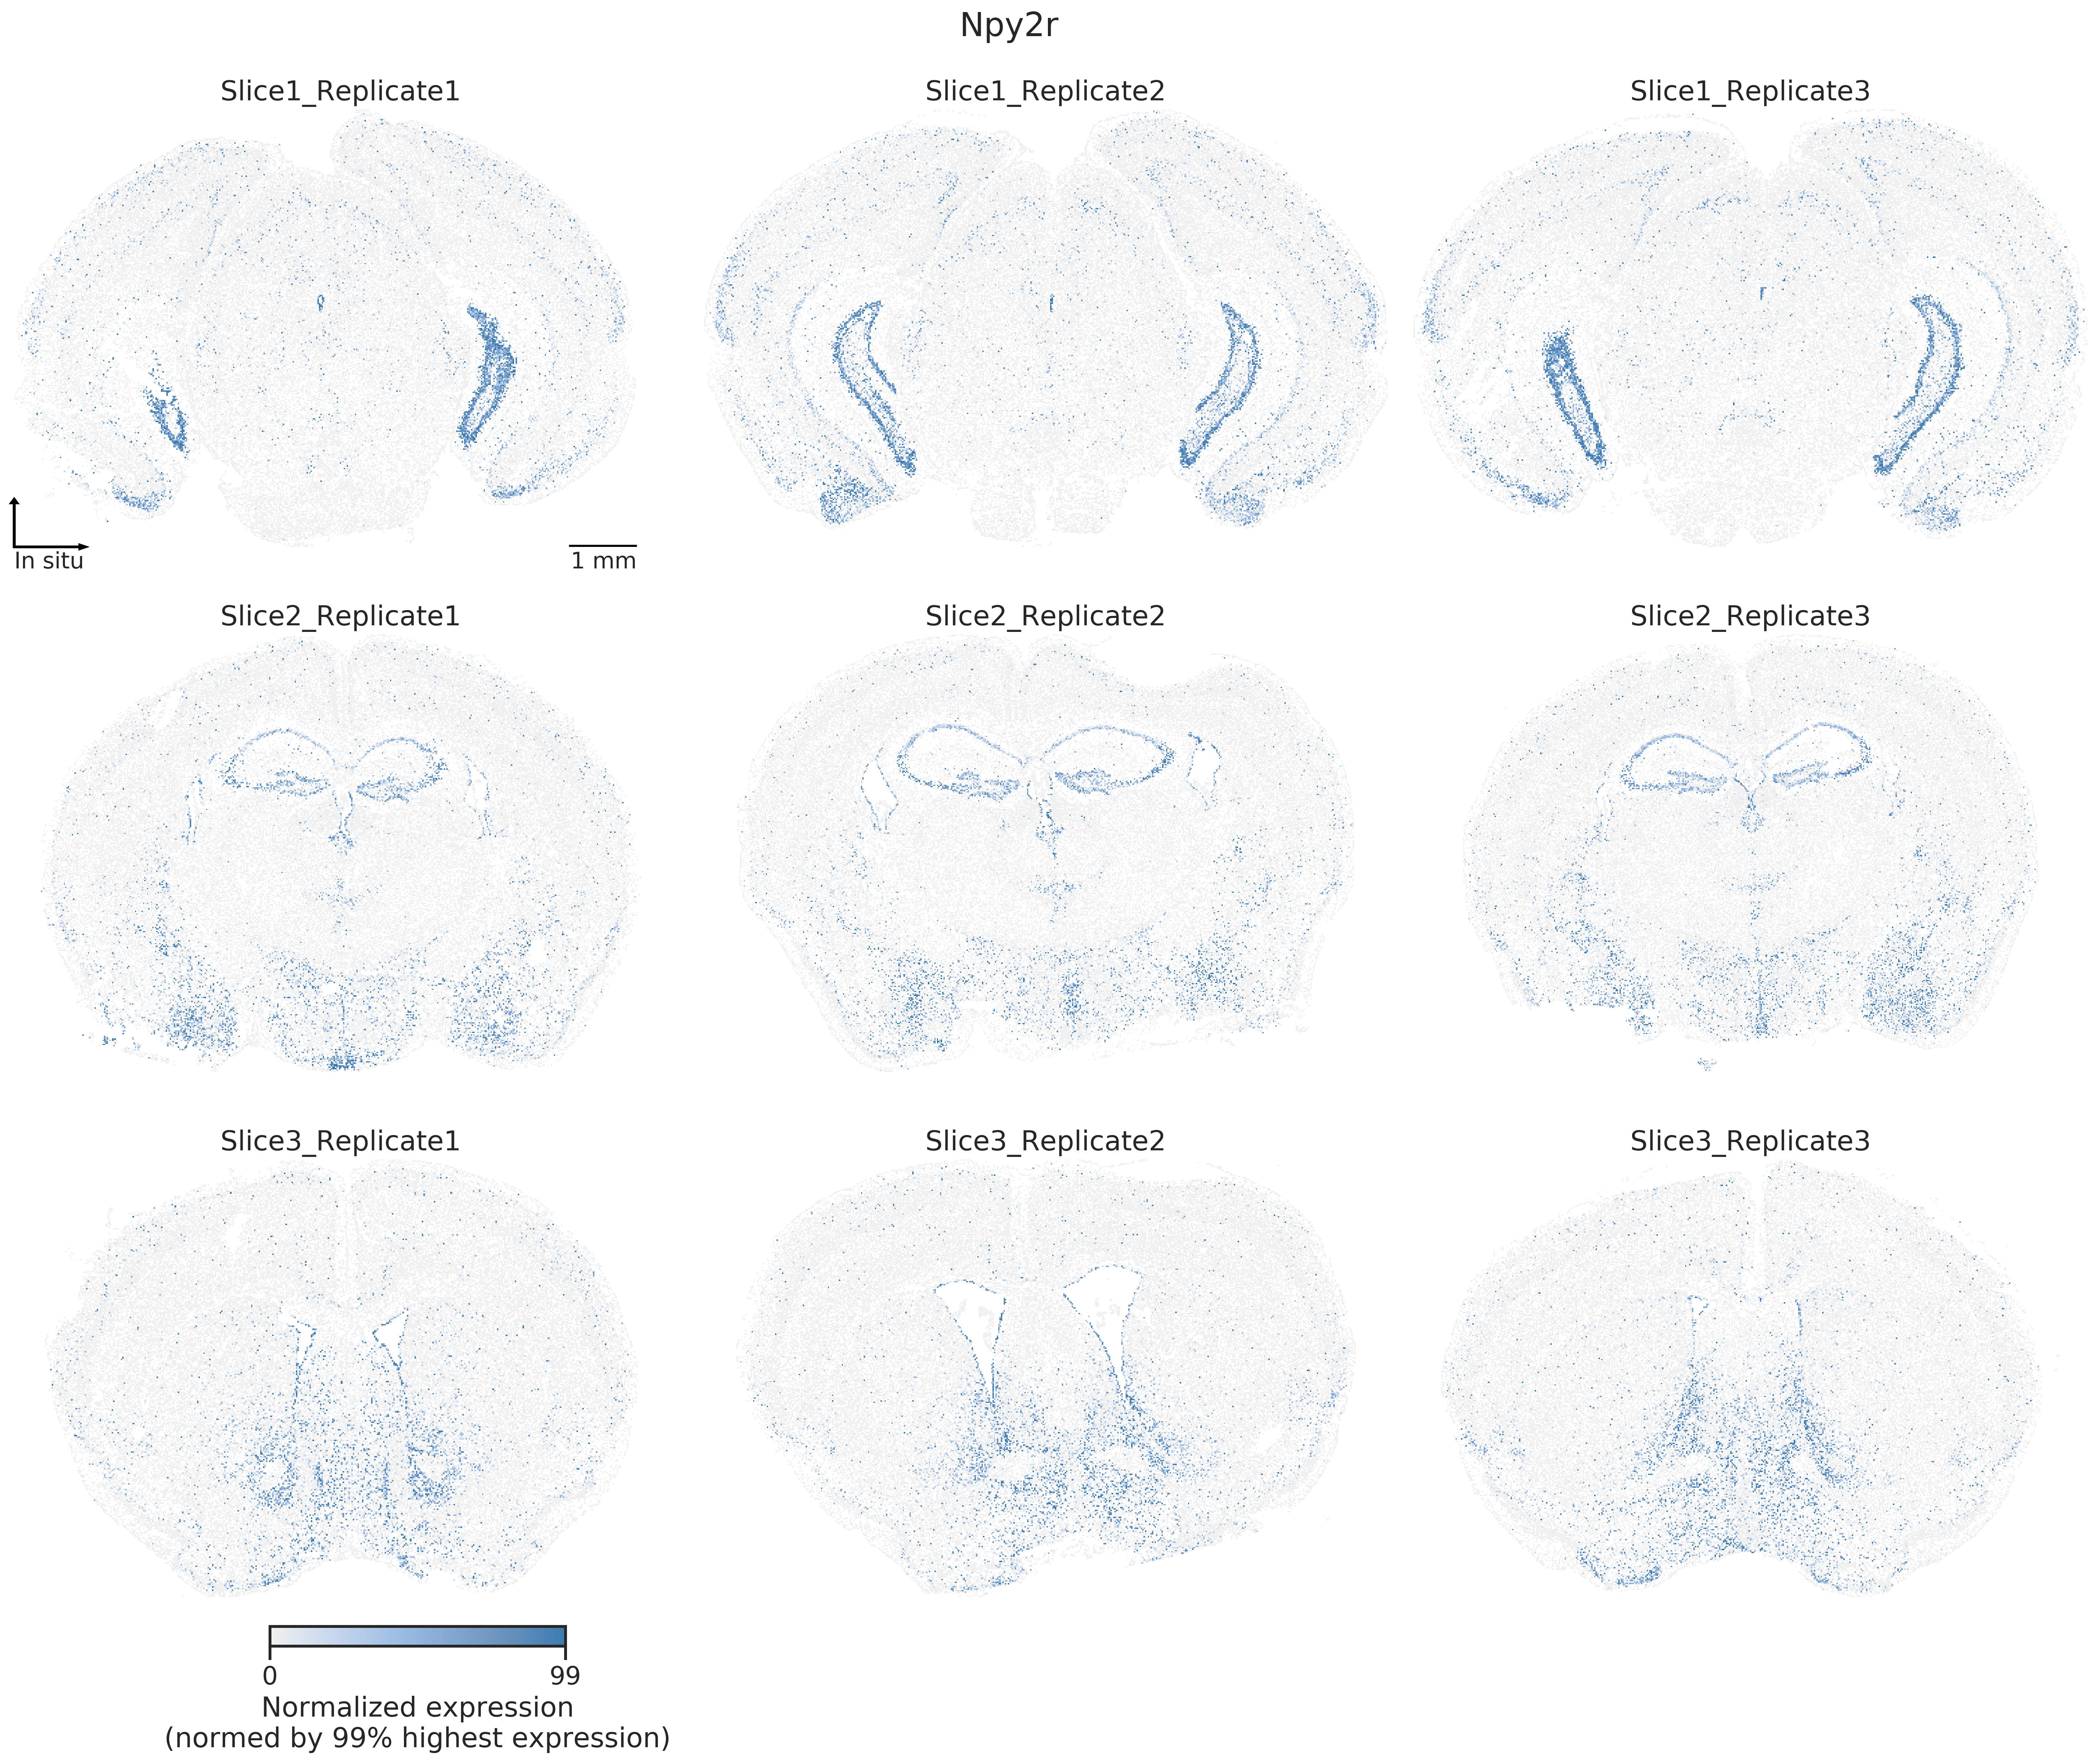 Npy2r
Slice1_Replicate1
Slice1_Replicate2
Slice1_Replicate3
In situ
1 mm
Slice2_Replicate1
Slice2_Replicate2
Slice2_Replicate3
Slice3_Replicate1
Slice3_Replicate2
Slice3_Replicate3
0
99
Normalized expression
(normed by 99% highest expression)